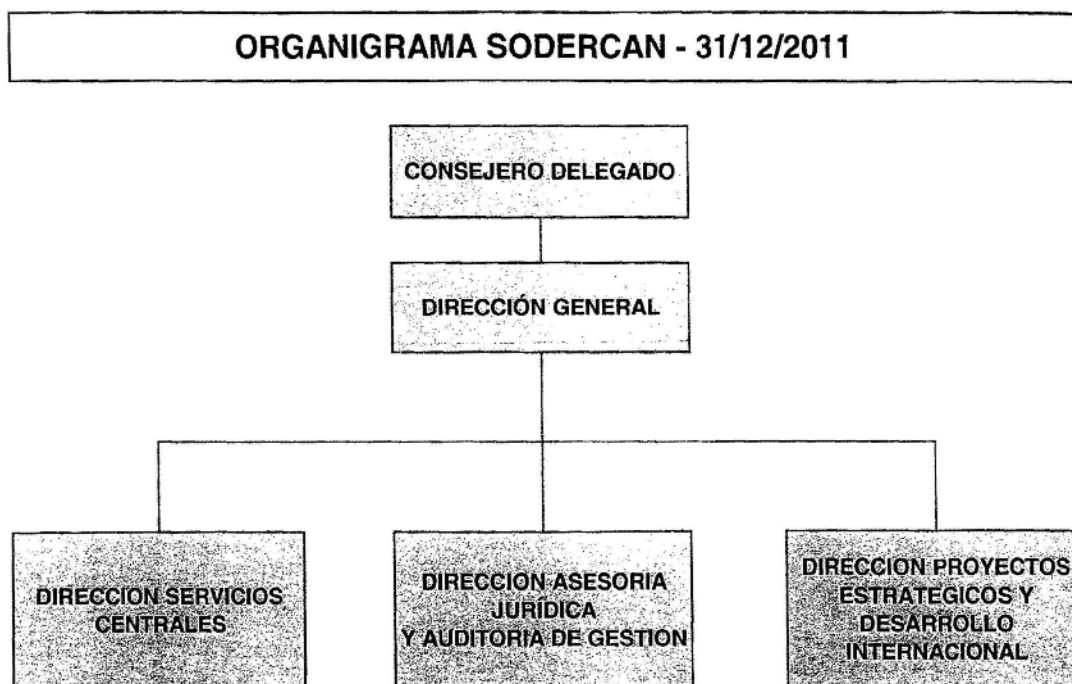 ORGANIGRAMA SODERCAN - 31/12/2011
CONSEJERO DELEGADO
DIRECCIÓN GENERAL
DIRECCION SERVICIOS
CENTRALES
DIRECCION ASESORIA
JURÍDICA
Y AUDITORIA DE GESTION
DIRECCION PROYECTOS
ESTRATEGICOS Y
DESARROLLO
INTERNACIONAL